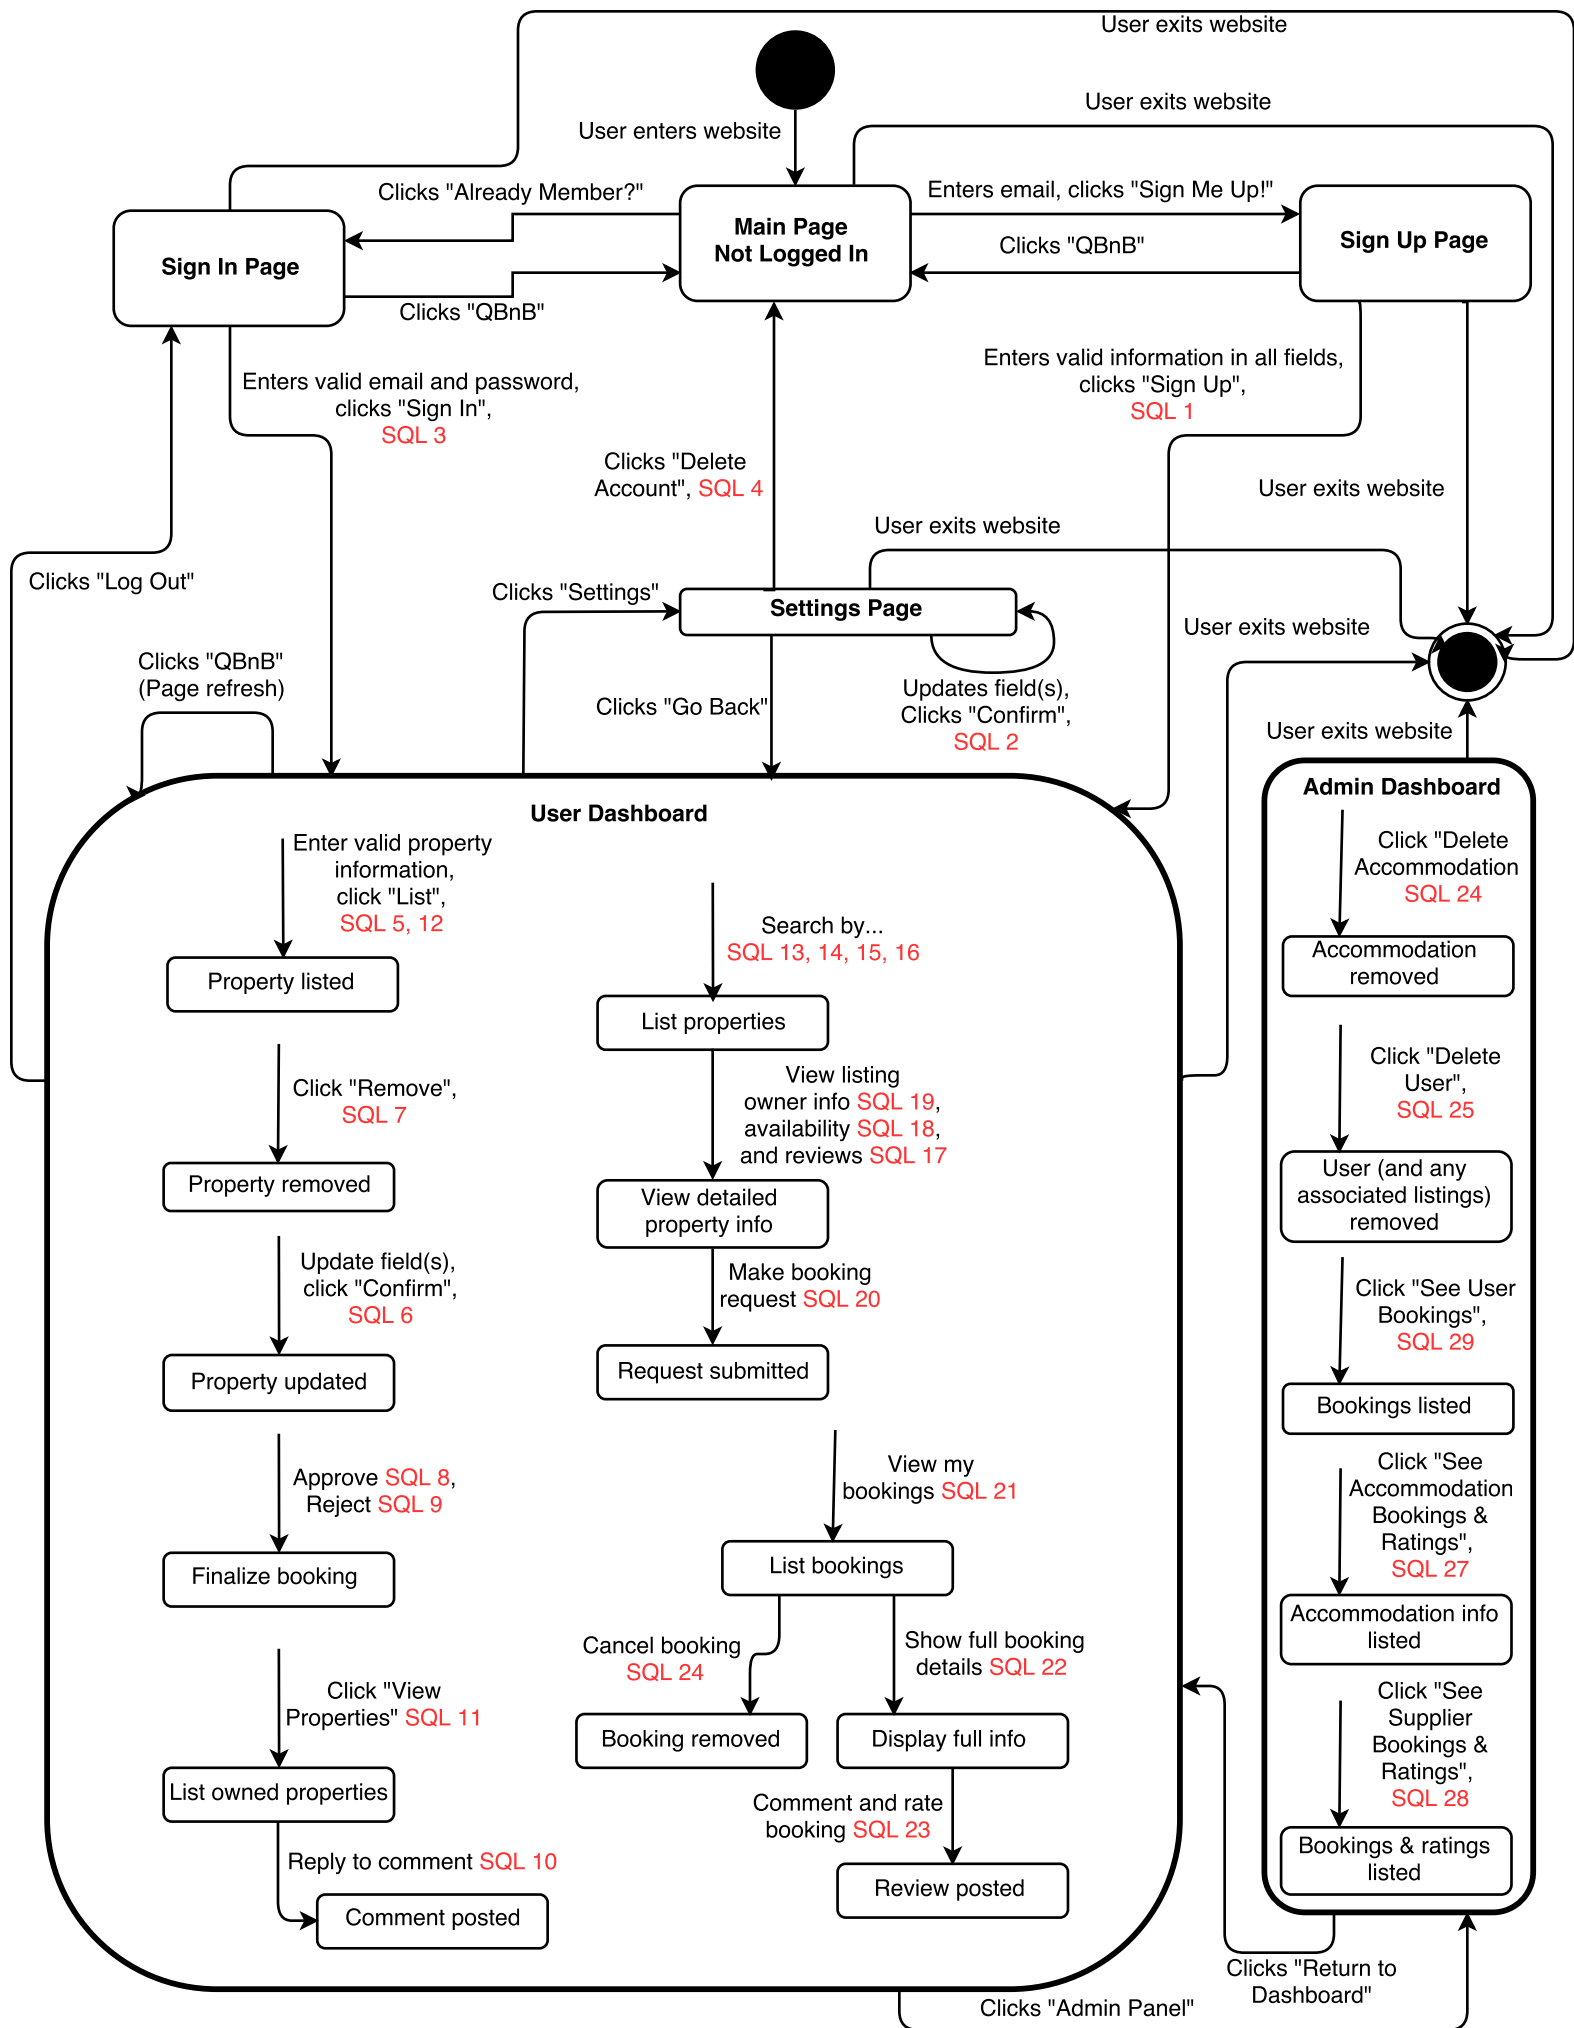 User exits website
User exits website
User enters website
Clicks "Already Member?"
Enters email, clicks "Sign Me Up!"
Main Page
Not Logged In
Sign In Page
Sign Up Page
Clicks "QBnB"
Clicks "QBnB"
Enters valid email and password,
clicks "Sign In",
SQL 3
Enters valid information in all fields,
clicks "Sign Up",
SQL 1
Clicks "Delete
Account", SQL 4
User exits website
User exits website
Clicks "Log Out"
Clicks "Settings"
Settings Page
User exits website
Clicks "QBnB"
(Page refresh)
Clicks "Go Back"
Updates field(s),
Clicks "Confirm",
SQL 2
User exits website
User Dashboard
Enter valid property
information,
click "List",
SQL 5, 12
Property listed
Click "Remove",
SQL 7
Property removed
Update field(s),
click "Confirm",
SQL 6
Property updated
Approve SQL 8,
Reject SQL 9
Finalize booking
Click "View
Properties" SQL 11
List owned properties
Reply to comment SQL 10
Comment posted
Search by...
SQL 13, 14, 15, 16
List properties
View listing
owner info SQL 19,
availability SQL 18,
and reviews SQL 17
View detailed
property info
Make booking
request SQL 20
Request submitted
View my
bookings SQL 21
List bookings
Cancel booking
SQL 24
Booking removed
Show full booking
details SQL 22
Display full info
Comment and rate
booking SQL 23
Review posted
Admin Dashboard
Click "Delete
Accommodation
SQL 24
Accommodation
removed
Click "Delete
User",
SQL 25
User (and any
associated listings)
removed
Click "See User
Bookings",
SQL 29
Bookings listed
Click "See
Accommodation
Bookings &
Ratings",
SQL 27
Accommodation info
listed
Click "See
Supplier
Bookings &
Ratings",
SQL 28
Bookings & ratings
listed
Clicks "Return to
Dashboard"
Clicks "Admin Panel"